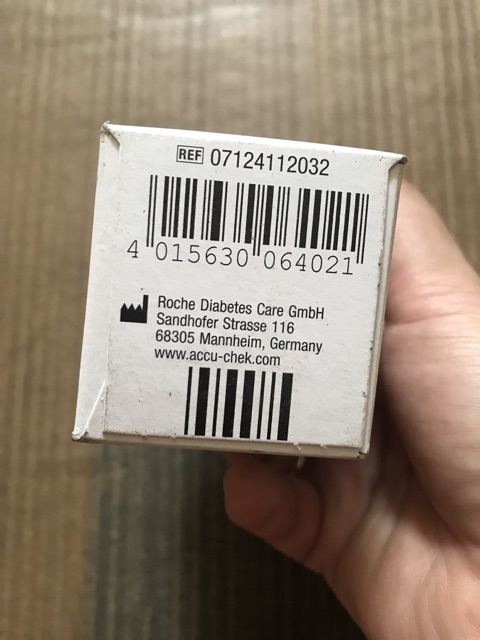 REF 07124112032
4 015630 064021
Roche Diabetes Care GmbH
Sandhofer Strasse 116
68305 Mannheim, Germany
www.accu-chek.com